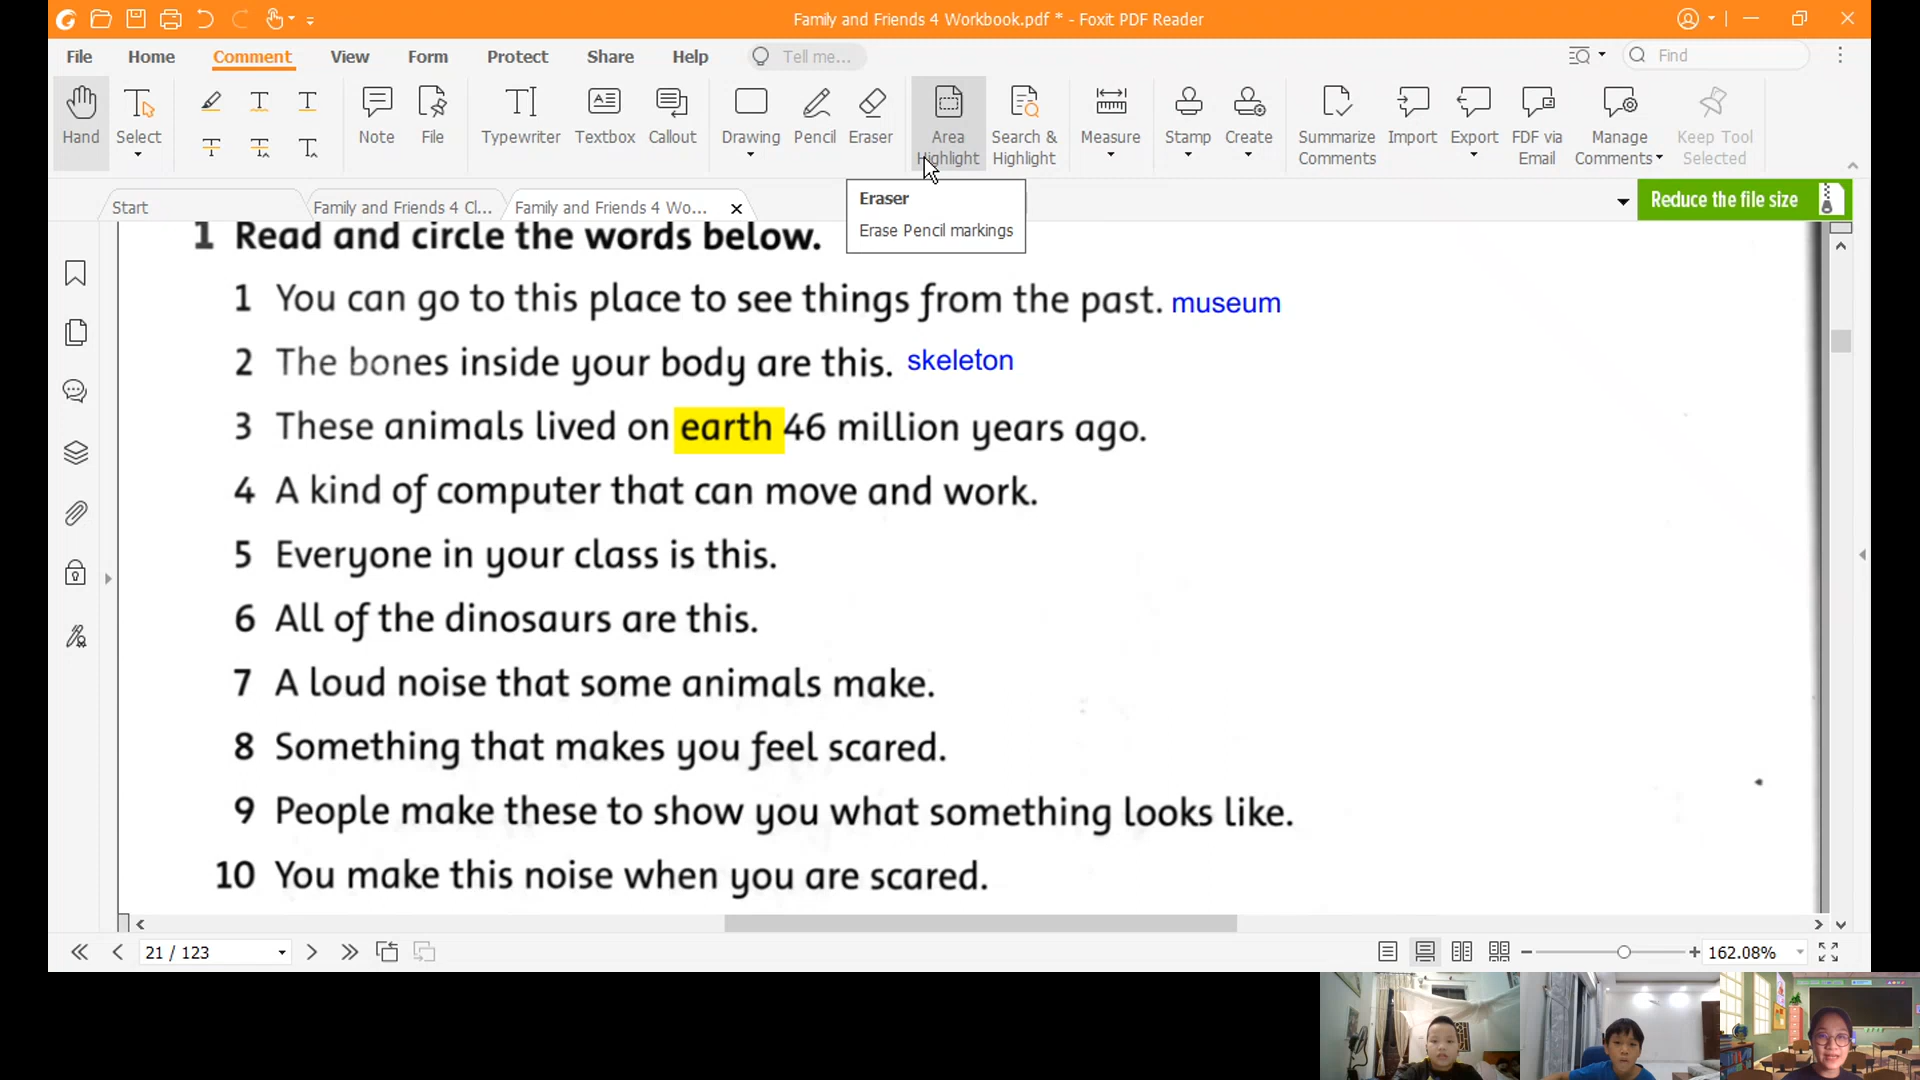 Family and Friends 4 Workbook.pdf * - Foxit PDF Reader
File Home Comment View Form Protect Share Help Tell me... Find
Hand Select Note File Typewriter Textbox Callout Drawing Pencil Eraser Area Highlight Search & Highlight Measure Stamp Create Summarize Comments Import Export FDF via Email Manage Comments Keep Tool Selected
Start Family and Friends 4 Cl... Family and Friends 4 Wo... Reduce the file size
Eraser
Erase Pencil markings
1 Read and circle the words below.
1 You can go to this place to see things from the past. museum
2 The bones inside your body are this. skeleton
3 These animals lived on earth 46 million years ago.
4 A kind of computer that can move and work.
5 Everyone in your class is this.
6 All of the dinosaurs are this.
7 A loud noise that some animals make.
8 Something that makes you feel scared.
9 People make these to show you what something looks like.
10 You make this noise when you are scared.
21 / 123 162.08%